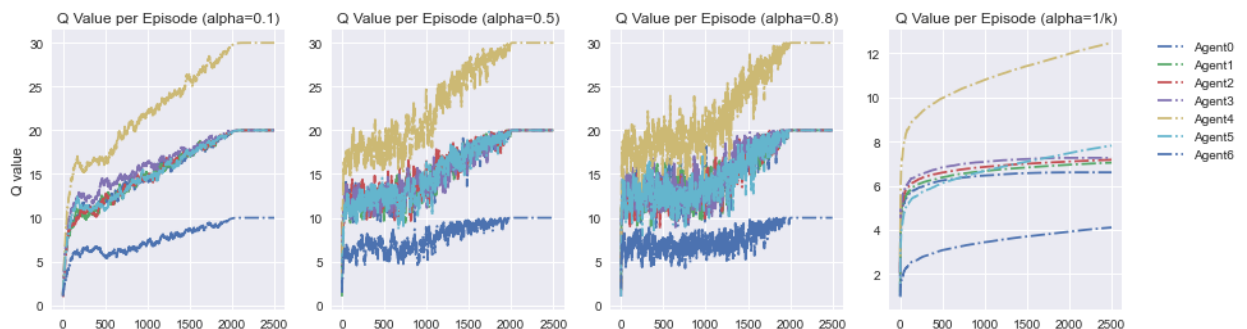 Q Value per Episode (alpha=0.1)
Q value
30
25
20
15
10
5
0
0 500 1000 1500 2000 2500
Q Value per Episode (alpha=0.5)
30
25
20
15
10
5
0
0 500 1000 1500 2000 2500
Q Value per Episode (alpha=0.8)
30
25
20
15
10
5
0
0 500 1000 1500 2000 2500
Q Value per Episode (alpha=1/k)
12
10
8
6
4
2
0 500 1000 1500 2000 2500
Agent0
Agent1
Agent2
Agent3
Agent4
Agent5
Agent6